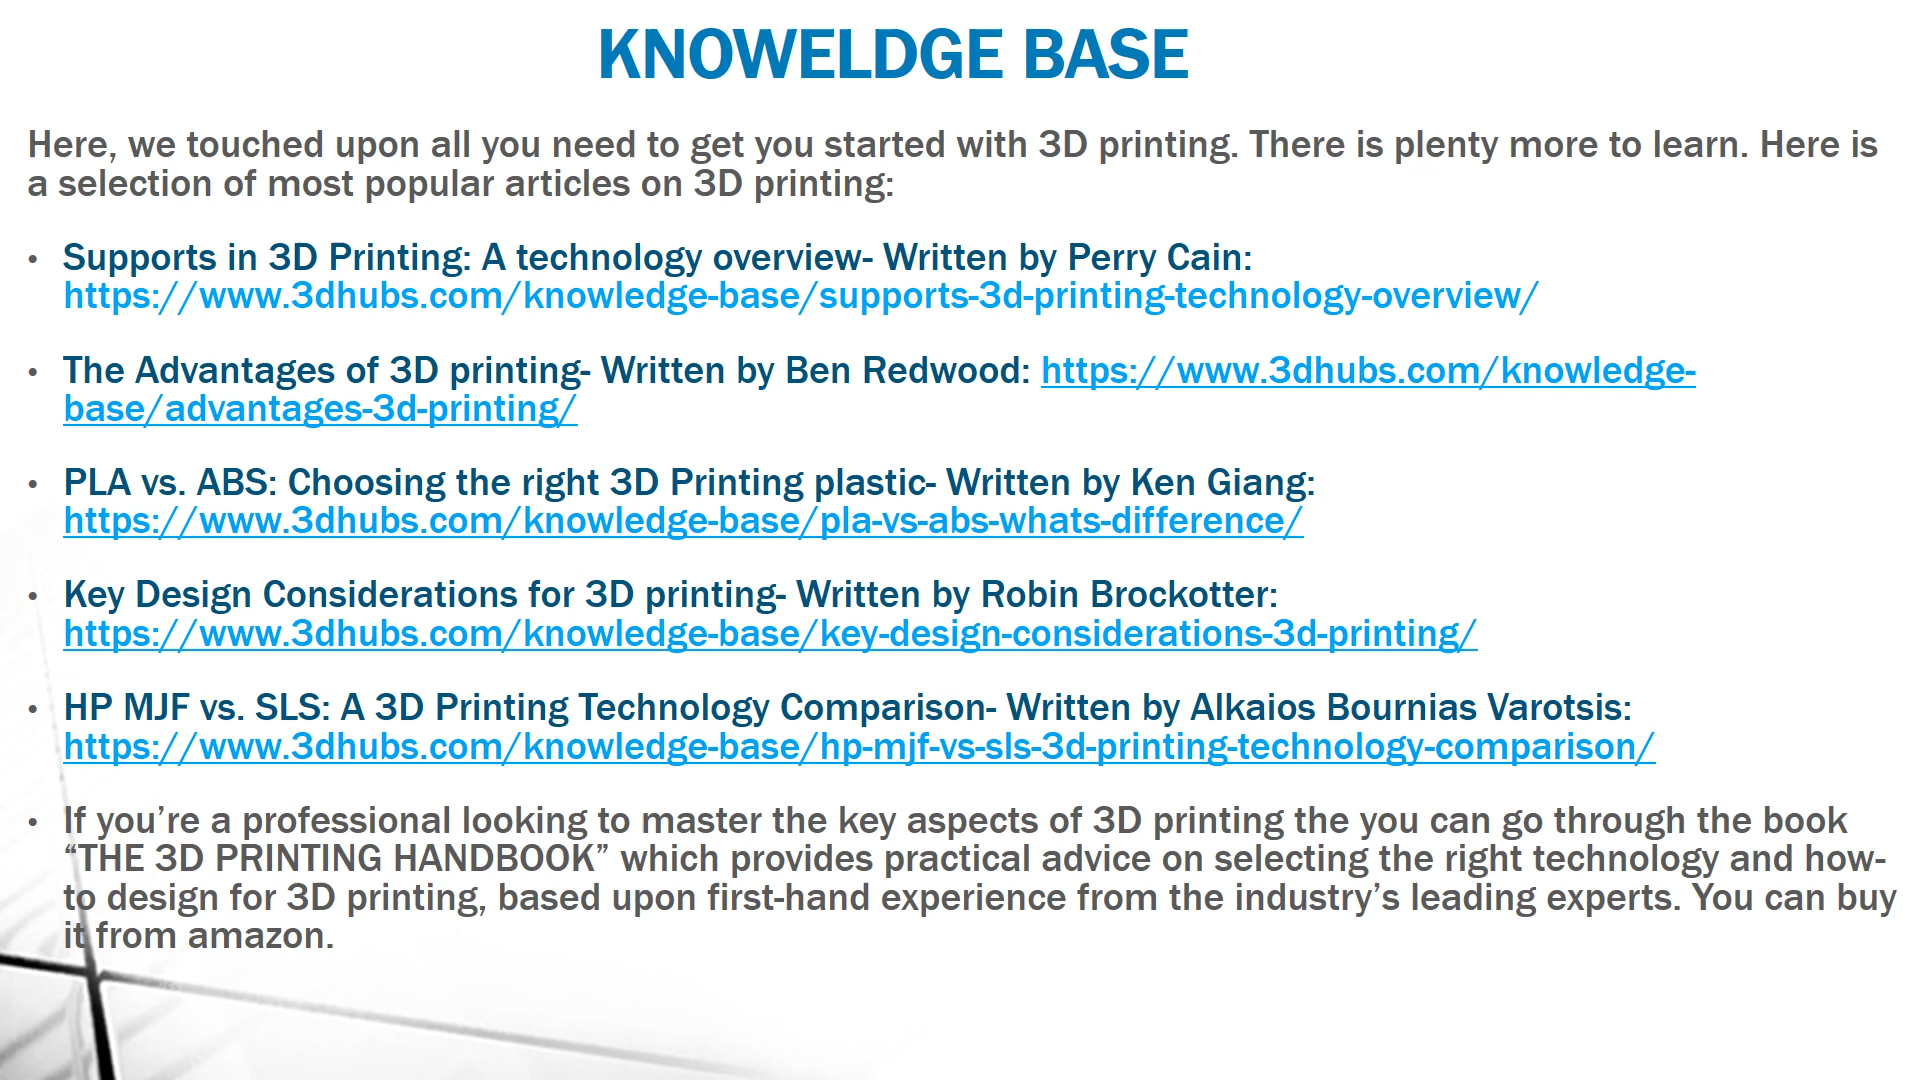 KNOWELDGE BASE
Here, we touched upon all you need to get you started with 3D printing. There is plenty more to learn. Here is
a selection of most popular articles on 3D printing:
• Supports in 3D Printing: A technology overview- Written by Perry Cain:
https://www.3dhubs.com/knowledge-base/supports-3d-printing-technology-overview/
• The Advantages of 3D printing- Written by Ben Redwood: https://www.3dhubs.com/knowledge-
base/advantages-3d-printing/
• PLA vs. ABS: Choosing the right 3D Printing plastic- Written by Ken Giang:
https://www.3dhubs.com/knowledge-base/pla-vs-abs-whats-difference/
• Key Design Considerations for 3D printing- Written by Robin Brockotter:
https://www.3dhubs.com/knowledge-base/key-design-considerations-3d-printing/
• HP MJF vs. SLS: A 3D Printing Technology Comparison- Written by Alkaios Bournias Varotsis:
https://www.3dhubs.com/knowledge-base/hp-mjf-vs-sls-3d-printing-technology-comparison/
• If you’re a professional looking to master the key aspects of 3D printing the you can go through the book
“THE 3D PRINTING HANDBOOK” which provides practical advice on selecting the right technology and how-
to design for 3D printing, based upon first-hand experience from the industry’s leading experts. You can buy
it from amazon.